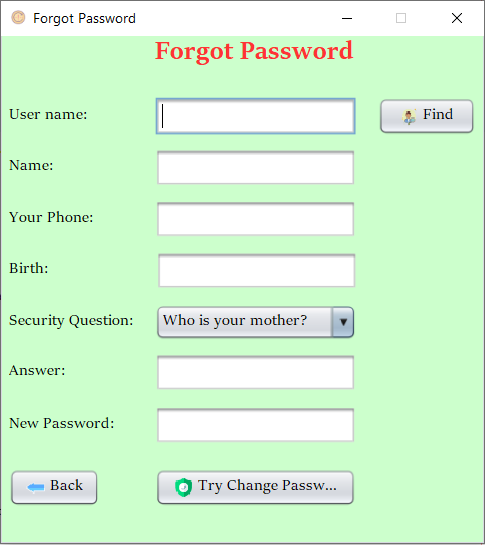 Forgot Password
Forgot Password
User name:
Find
Name:
Your Phone:
Birth:
Security Question:
Who is your mother?
Answer:
New Password:
Back
Try Change Passw...